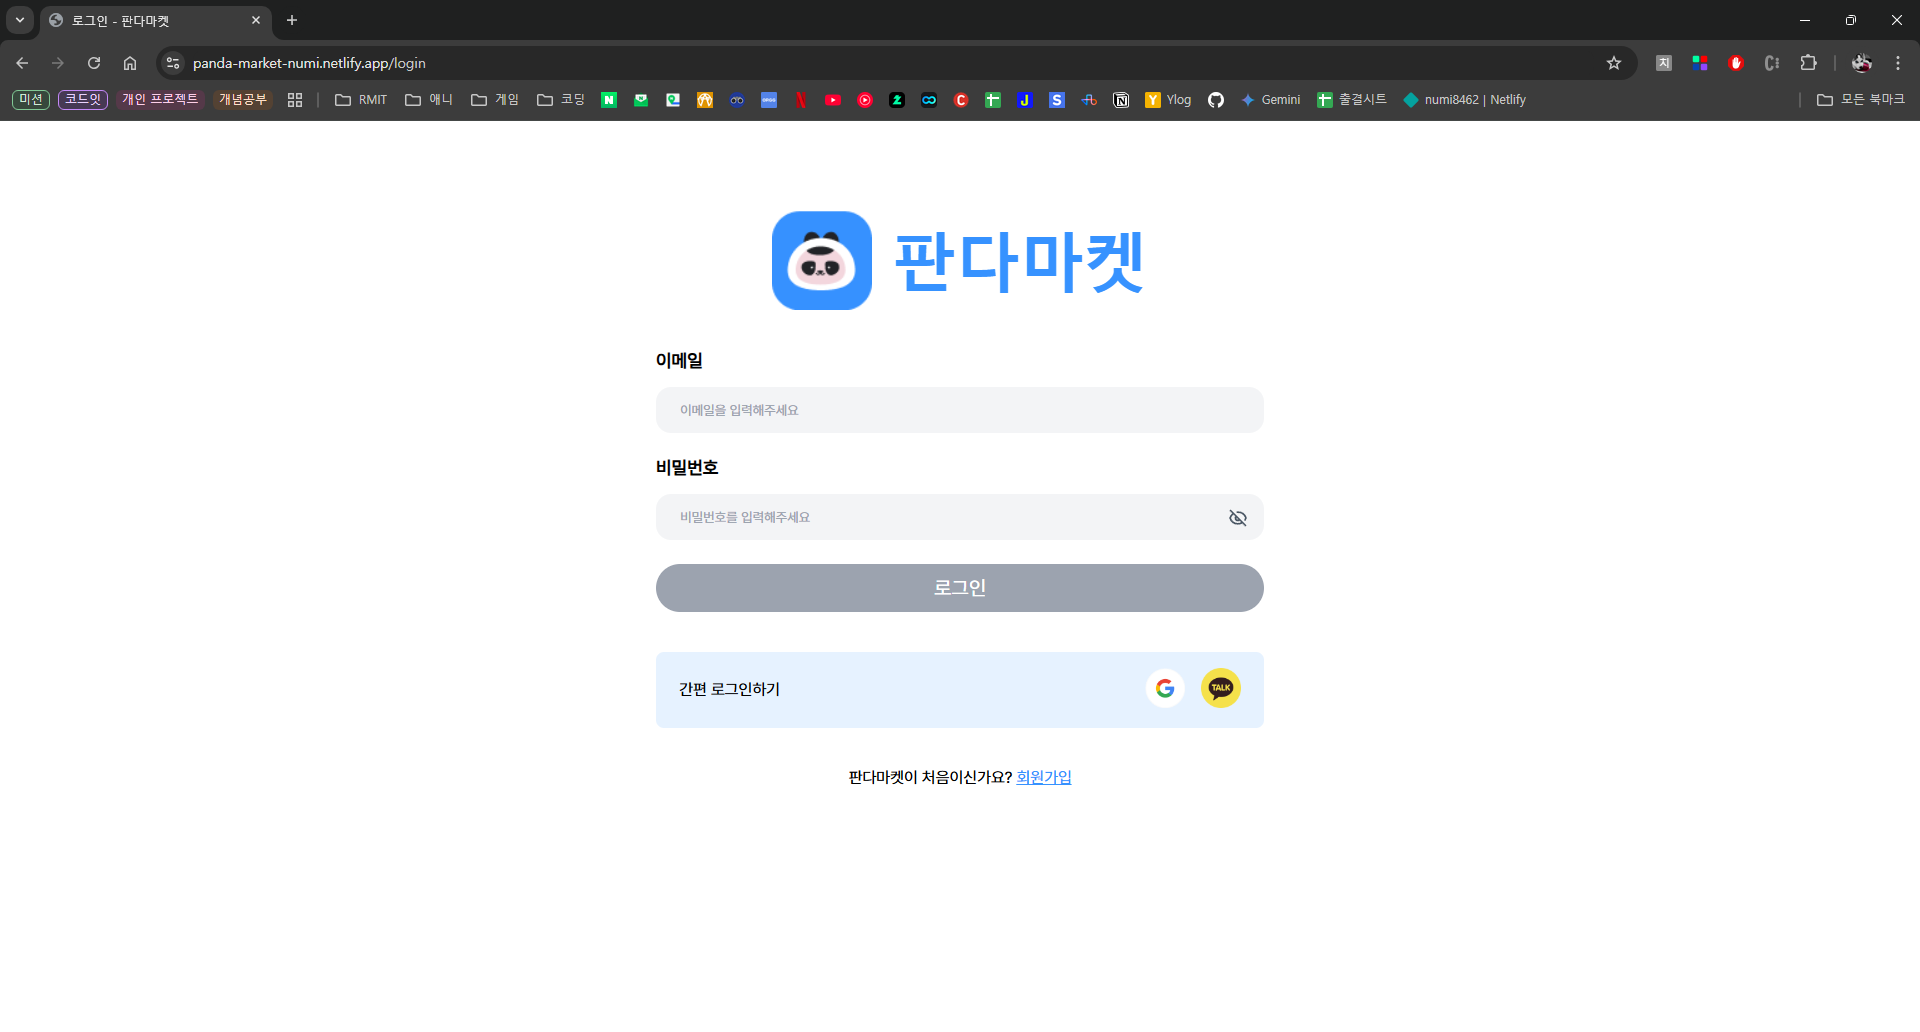 로그인 - 판다마켓
panda-market-numi.netlify.app/login
치
미션 코드잇 개인 프로젝트 개념공부 RMIT 애니 게임 코딩 Ylog Gemini 출결시트 numi8462 | Netlify 모든 북마크
판다마켓
이메일
이메일을 입력해주세요
비밀번호
비밀번호를 입력해주세요
로그인
간편 로그인하기
TALK
판다마켓이 처음이신가요? 회원가입